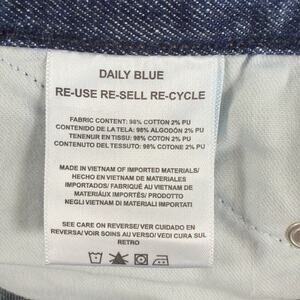 DAILY BLUE
RE-USE RE-SELL RE-CYCLE
FABRIC CONTENT: 98% COTTON 2% PU
CONTENIDO DE LA TELA: 98% ALGODÓN 2% PU
TENENUR EN TISSU: 98% COTON 2% PU
CONTENUTO DEL TESSUTO: 98% COTONE 2% PU
MADE IN VIETNAM OF IMPORTED MATERIALS/
HECHO EN VIETNAM DE MATERIALES
IMPORTADOS/ FABRIQUÉ AU VIETNAM DE
MATERIÁUX IMPORTÉS/ PRODOTTO
NEGLI VIETNAM DI MATERIALI IMPORTATI
SEE CARE ON REVERSE/VER CUIDADO EN
REVERSA/VOIR SOINS AU VERSO/VEDI CURA SUL
RETRO